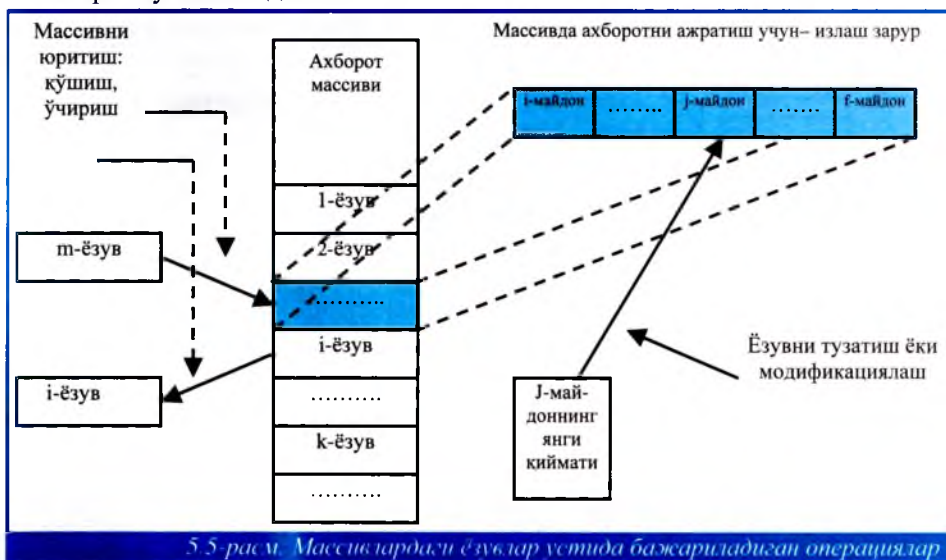 Массивни
юритиш:
қўшиш,
ўчириш
Ахборот
массиви
Массивда ахборотни ажратиш учун– излаш зарур
i-майдон
........
j-майдон
.......
f-майдон
1-ёзув
2-ёзув
..........
i-ёзув
..........
k-ёзув
..........
m-ёзув
i-ёзув
J-май-
доннинг
янги
қиймати
Ёзувни тузатиш ёки
модификациялаш
5.5-расм. Массивлардаги ёзувлар устида бажариладиган операциялар